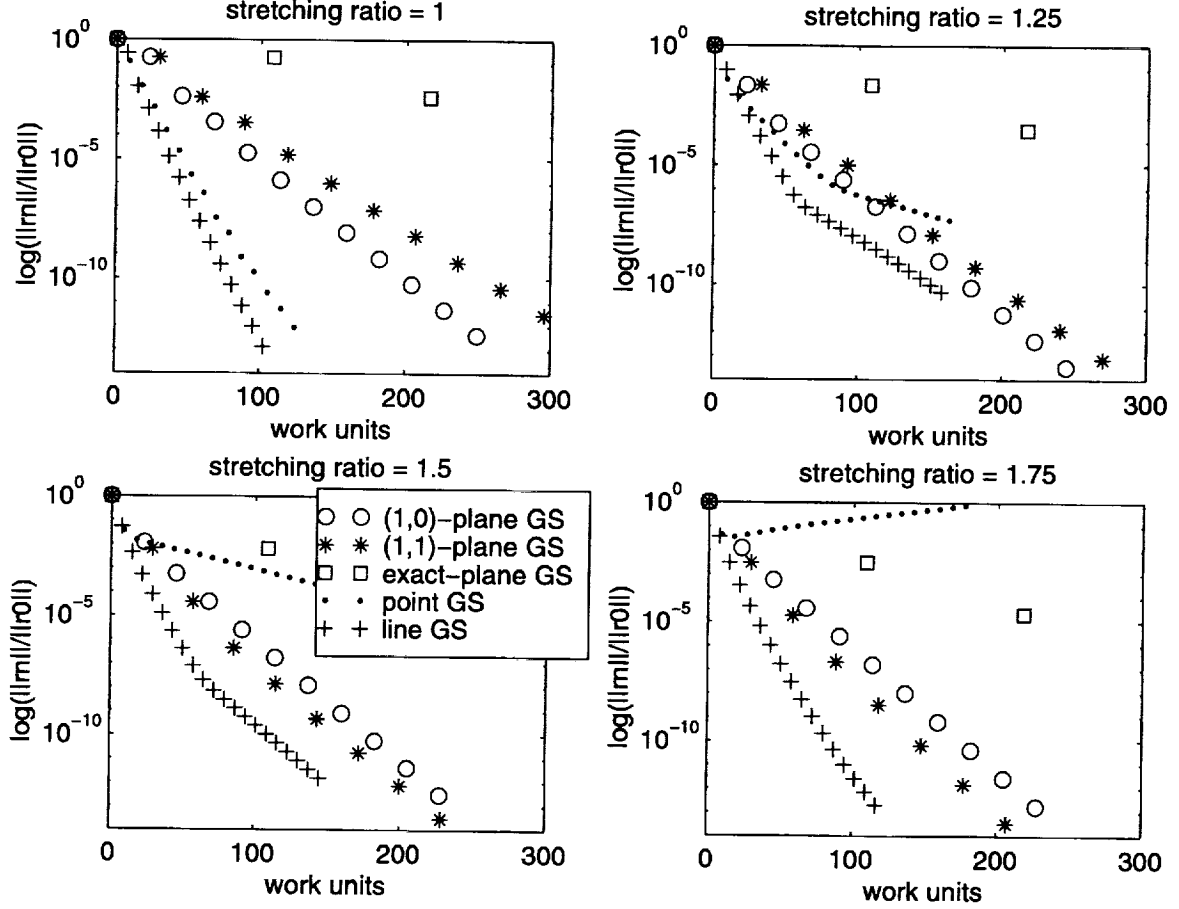 stretching ratio = 1
10^0
10^-5
10^-10
log(||rn||/||r0||)
0 100 200 300
work units
stretching ratio = 1.25
10^0
10^-5
10^-10
log(||rn||/||r0||)
0 100 200 300
work units
stretching ratio = 1.5
10^0
10^-5
10^-10
log(||rn||/||r0||)
(1,0)-plane GS
(1,1)-plane GS
exact-plane GS
point GS
line GS
0 100 200 300
work units
stretching ratio = 1.75
10^0
10^-5
10^-10
log(||rn||/||r0||)
0 100 200 300
work units